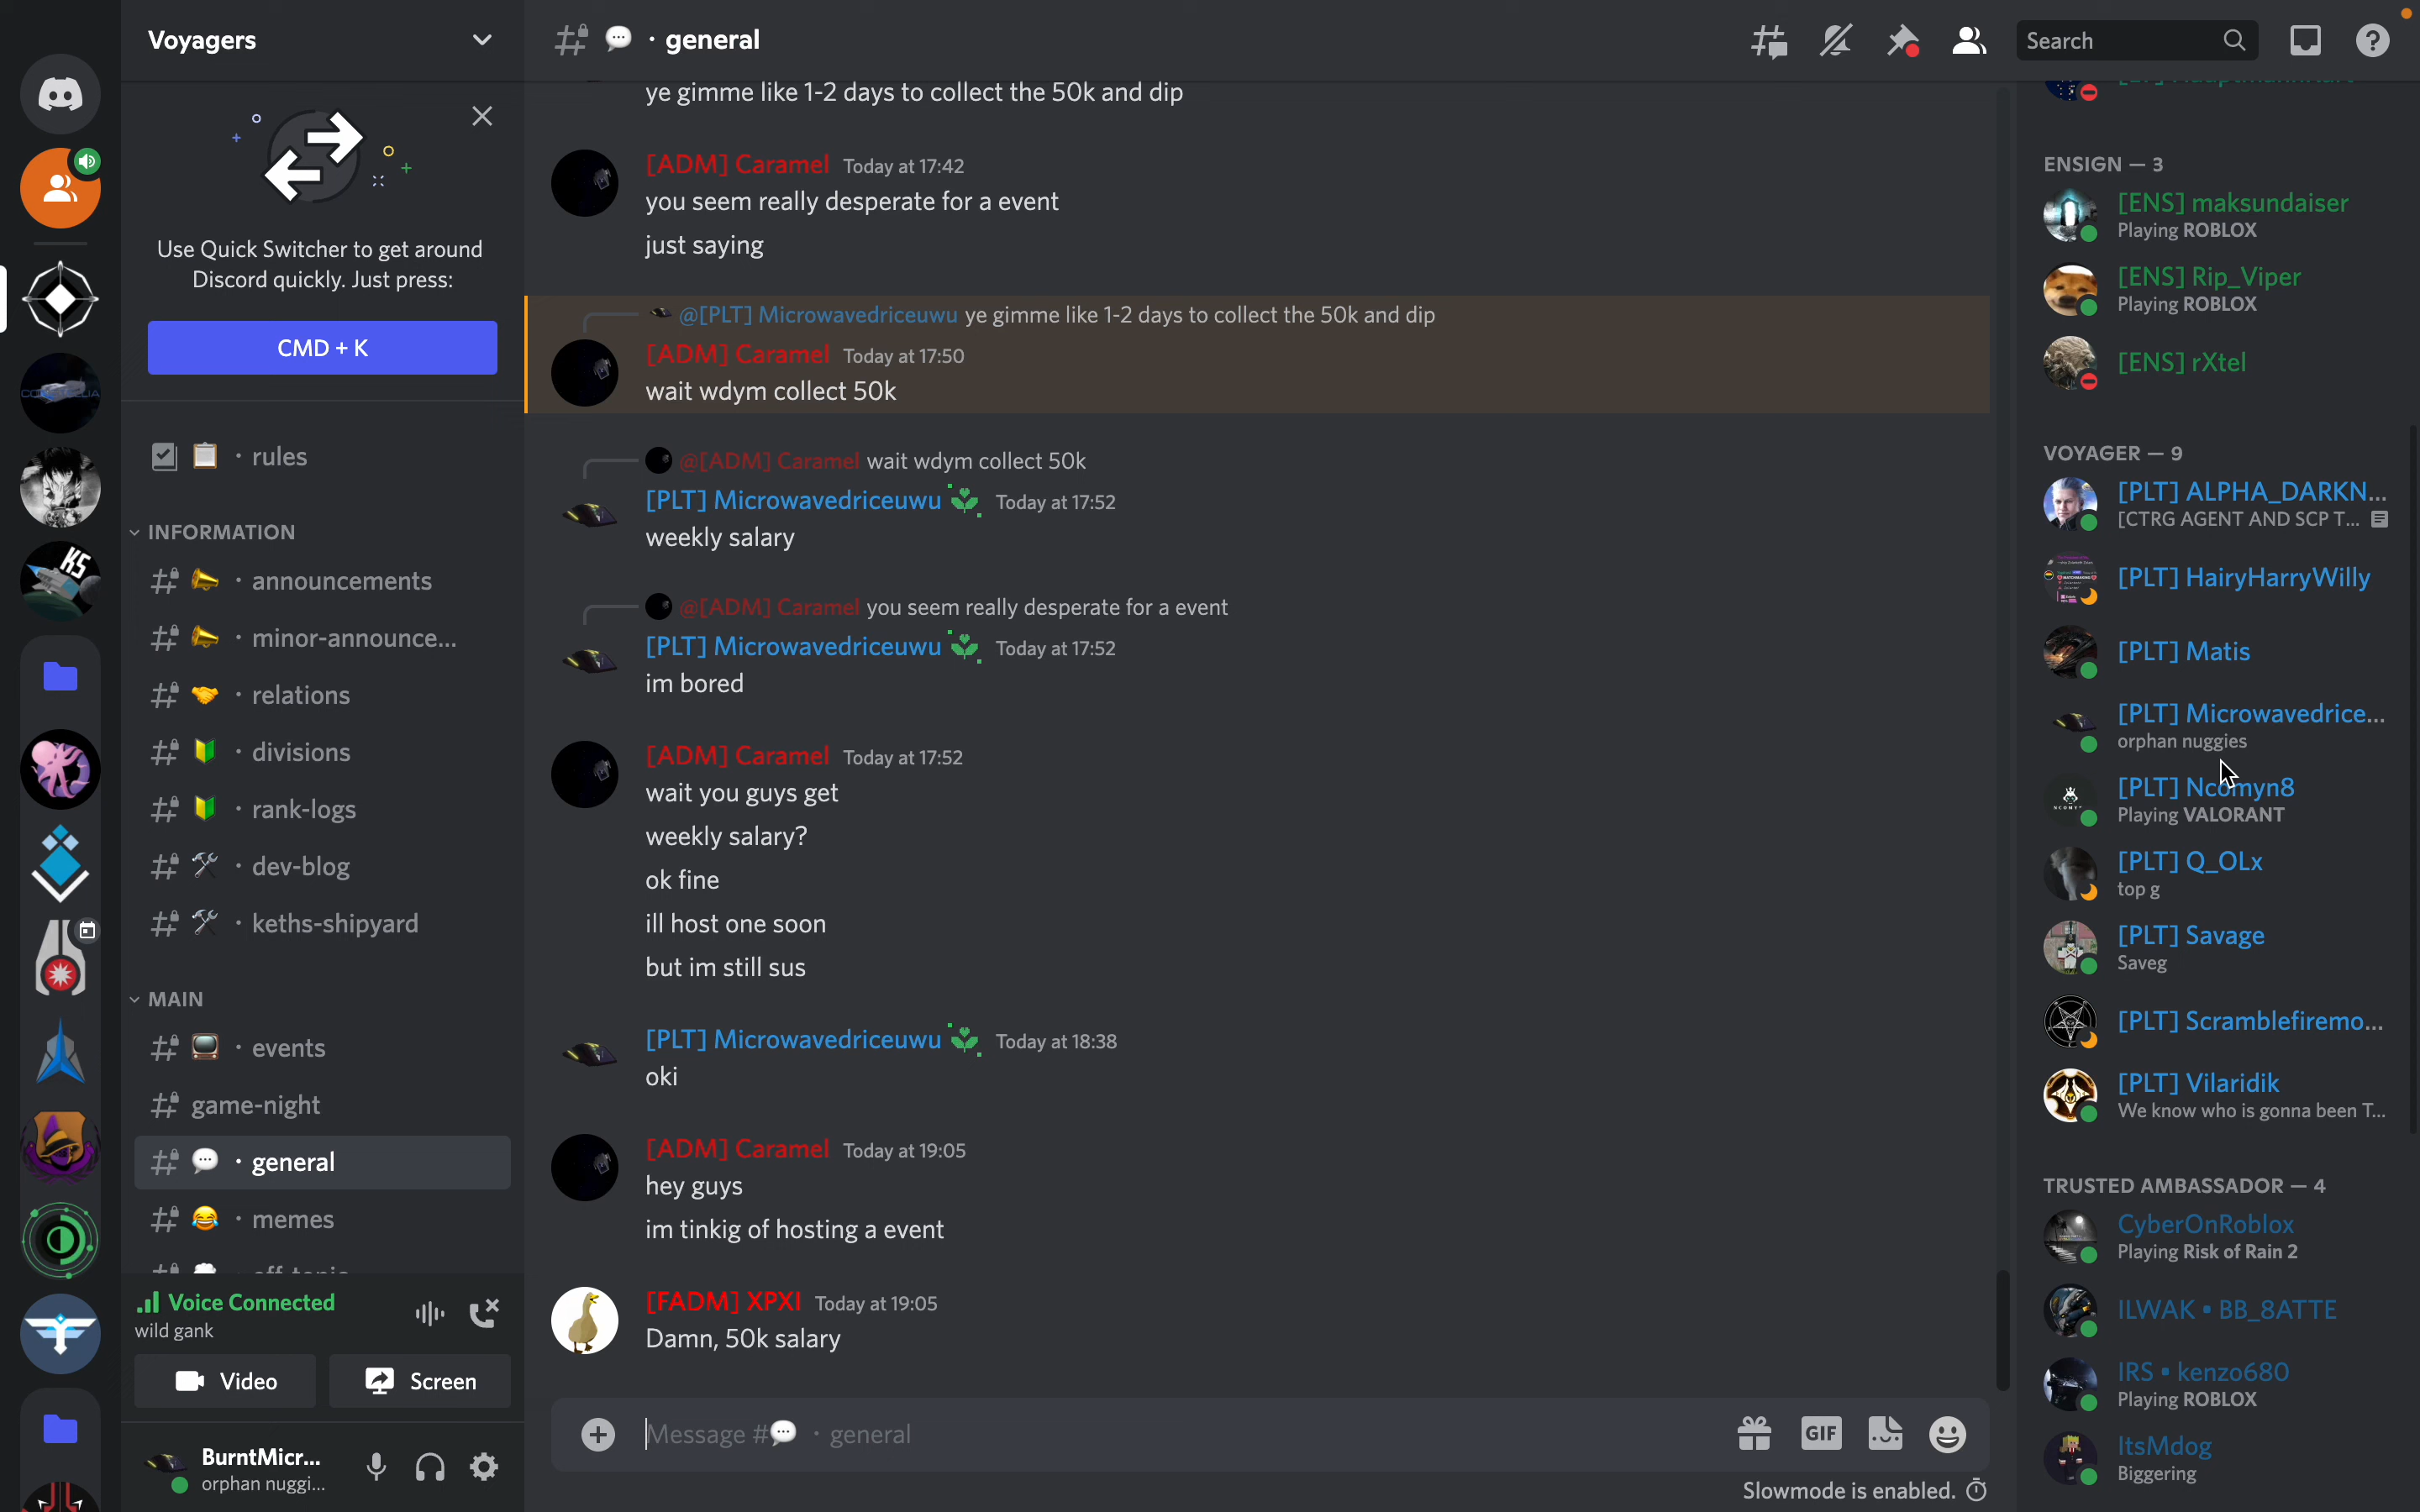 Voyagers
Use Quick Switcher to get around
Discord quickly. Just press:
CMD + K
rules
INFORMATION
announcements
minor-announce...
relations
divisions
rank-logs
dev-blog
keths-shipyard
MAIN
events
game-night
general
memes
Voice Connected
wild gank
Video
Screen
BurntMicr...
orphan nuggi...
KS
general
Search
ye gimme like 1-2 days to collect the 50k and dip
[ADM] Caramel Today at 17:42
you seem really desperate for a event
just saying
@[PLT] Microwavedriceuwu ye gimme like 1-2 days to collect the 50k and dip
[ADM] Caramel Today at 17:50
wait wdym collect 50k
@[ADM] Caramel wait wdym collect 50k
[PLT] Microwavedriceuwu Today at 17:52
weekly salary
@[ADM] Caramel you seem really desperate for a event
[PLT] Microwavedriceuwu Today at 17:52
im bored
[ADM] Caramel Today at 17:52
wait you guys get
weekly salary?
ok fine
ill host one soon
but im still sus
[PLT] Microwavedriceuwu Today at 18:38
oki
[ADM] Caramel Today at 19:05
hey guys
im tinkig of hosting a event
[FADM] XPXI Today at 19:05
Damn, 50k salary
Message #💬 · general
GIF
Slowmode is enabled.
ENSIGN — 3
[ENS] maksundaiser
Playing ROBLOX
[ENS] Rip_Viper
Playing ROBLOX
[ENS] rXtel
VOYAGER — 9
[PLT] ALPHA_DARKN...
[CTRG AGENT AND SCP T...
[PLT] HairyHarryWilly
[PLT] Matis
[PLT] Microwavedrice...
orphan nuggies
[PLT] Ncomyn8
Playing VALORANT
[PLT] Q_OLx
top g
[PLT] Savage
Saveg
[PLT] Scramblefiremo...
[PLT] Vilaridik
We know who is gonna been T...
TRUSTED AMBASSADOR — 4
CyberOnRoblox
Playing Risk of Rain 2
ILWAK • BB_8ATTE
IRS • kenzo680
Playing ROBLOX
ItsMdog
Biggering